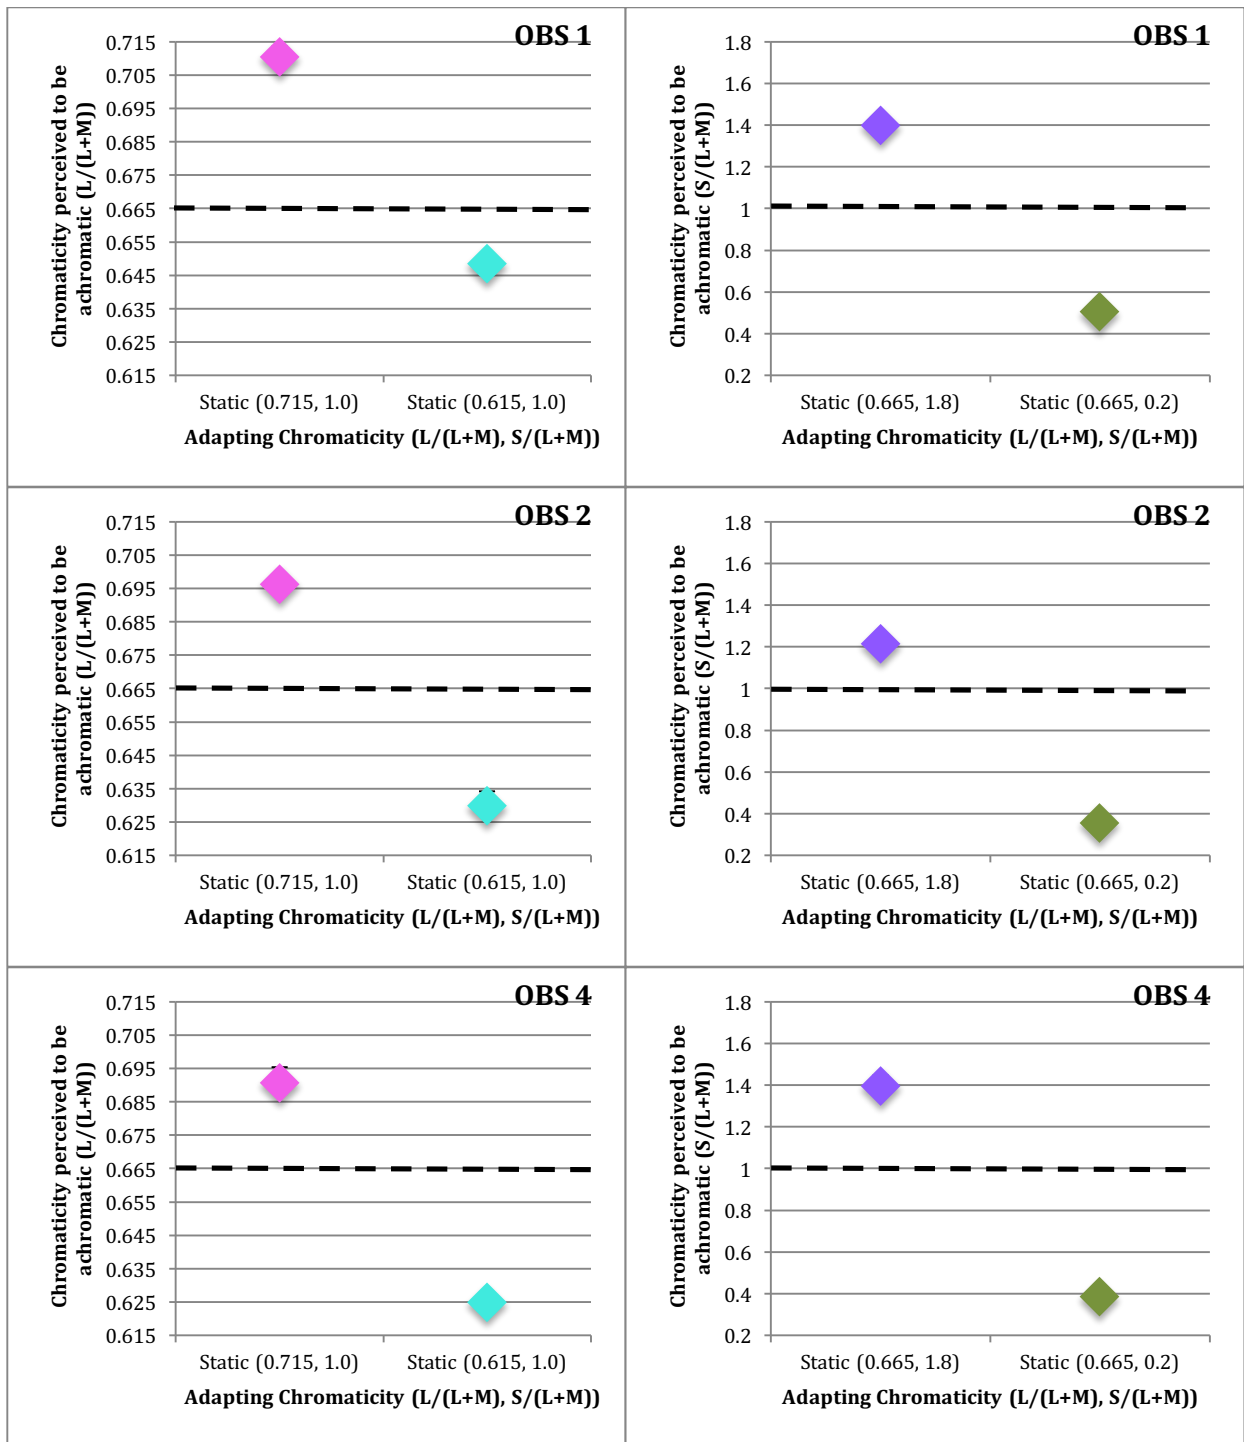 OBS 1
Chromaticity perceived to be
achromatic (L/(L+M))
0.715
0.705
0.695
0.685
0.675
0.665
0.655
0.645
0.635
0.625
0.615
Static (0.715, 1.0) Static (0.615, 1.0)
Adapting Chromaticity (L/(L+M), S/(L+M))
OBS 1
Chromaticity perceived to be
achromatic (S/(L+M))
1.8
1.6
1.4
1.2
1
0.8
0.6
0.4
0.2
Static (0.665, 1.8) Static (0.665, 0.2)
Adapting Chromaticity (L/(L+M), S/(L+M))
OBS 2
Chromaticity perceived to be
achromatic (L/(L+M))
0.715
0.705
0.695
0.685
0.675
0.665
0.655
0.645
0.635
0.625
0.615
Static (0.715, 1.0) Static (0.615, 1.0)
Adapting Chromaticity (L/(L+M), S/(L+M))
OBS 2
Chromaticity perceived to be
achromatic (S/(L+M))
1.8
1.6
1.4
1.2
1
0.8
0.6
0.4
0.2
Static (0.665, 1.8) Static (0.665, 0.2)
Adapting Chromaticity (L/(L+M), S/(L+M))
OBS 4
Chromaticity perceived to be
achromatic (L/(L+M))
0.715
0.705
0.695
0.685
0.675
0.665
0.655
0.645
0.635
0.625
0.615
Static (0.715, 1.0) Static (0.615, 1.0)
Adapting Chromaticity (L/(L+M), S/(L+M))
OBS 4
Chromaticity perceived to be
achromatic (S/(L+M))
1.8
1.6
1.4
1.2
1
0.8
0.6
0.4
0.2
Static (0.665, 1.8) Static (0.665, 0.2)
Adapting Chromaticity (L/(L+M), S/(L+M))